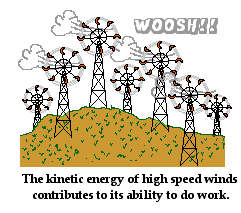 WOOSH!!
The kinetic energy of high speed winds
contributes to its ability to do work.